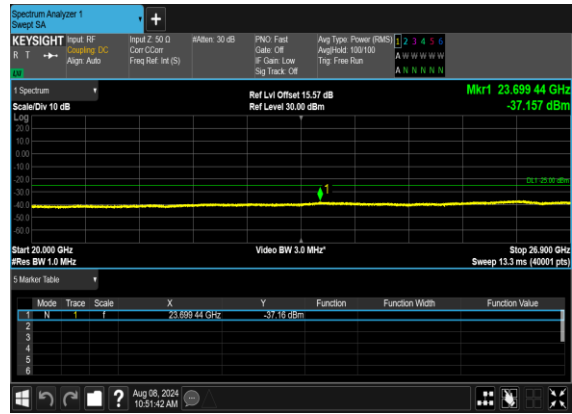 Spectrum Analyzer 1
Swept SA
+
KEYSIGHT Input: RF Input Z: 50 Ω #Atten: 30 dB PNO: Fast Avg Type: Power (RMS) 1 2 3 4 5 6
R T Coupling: DC Corr CCorr Gate: Off Avg|Hold: 100/100 A W W W W W
Align: Auto Freq Ref: Int (S) IF Gain: Low Trig: Free Run A N N N N N
Sig Track: Off
1 Spectrum Ref Lvl Offset 15.57 dB Mkr1 23.699 44 GHz
Scale/Div 10 dB Ref Level 30.00 dBm -37.157 dBm
Log
20.0
10.0
0.00
-10.0
-20.0
DL1 -25.00 dBm
-30.0
1
-40.0
-50.0
-60.0
Start 20.000 GHz Video BW 3.0 MHz* Stop 26.900 GHz
#Res BW 1.0 MHz Sweep 13.3 ms (40001 pts)
5 Marker Table
Mode Trace Scale X Y Function Function Width Function Value
1 N 1 f 23.699 44 GHz -37.16 dBm
2
3
4
5
6
? Aug 08, 2024
10:51:42 AM